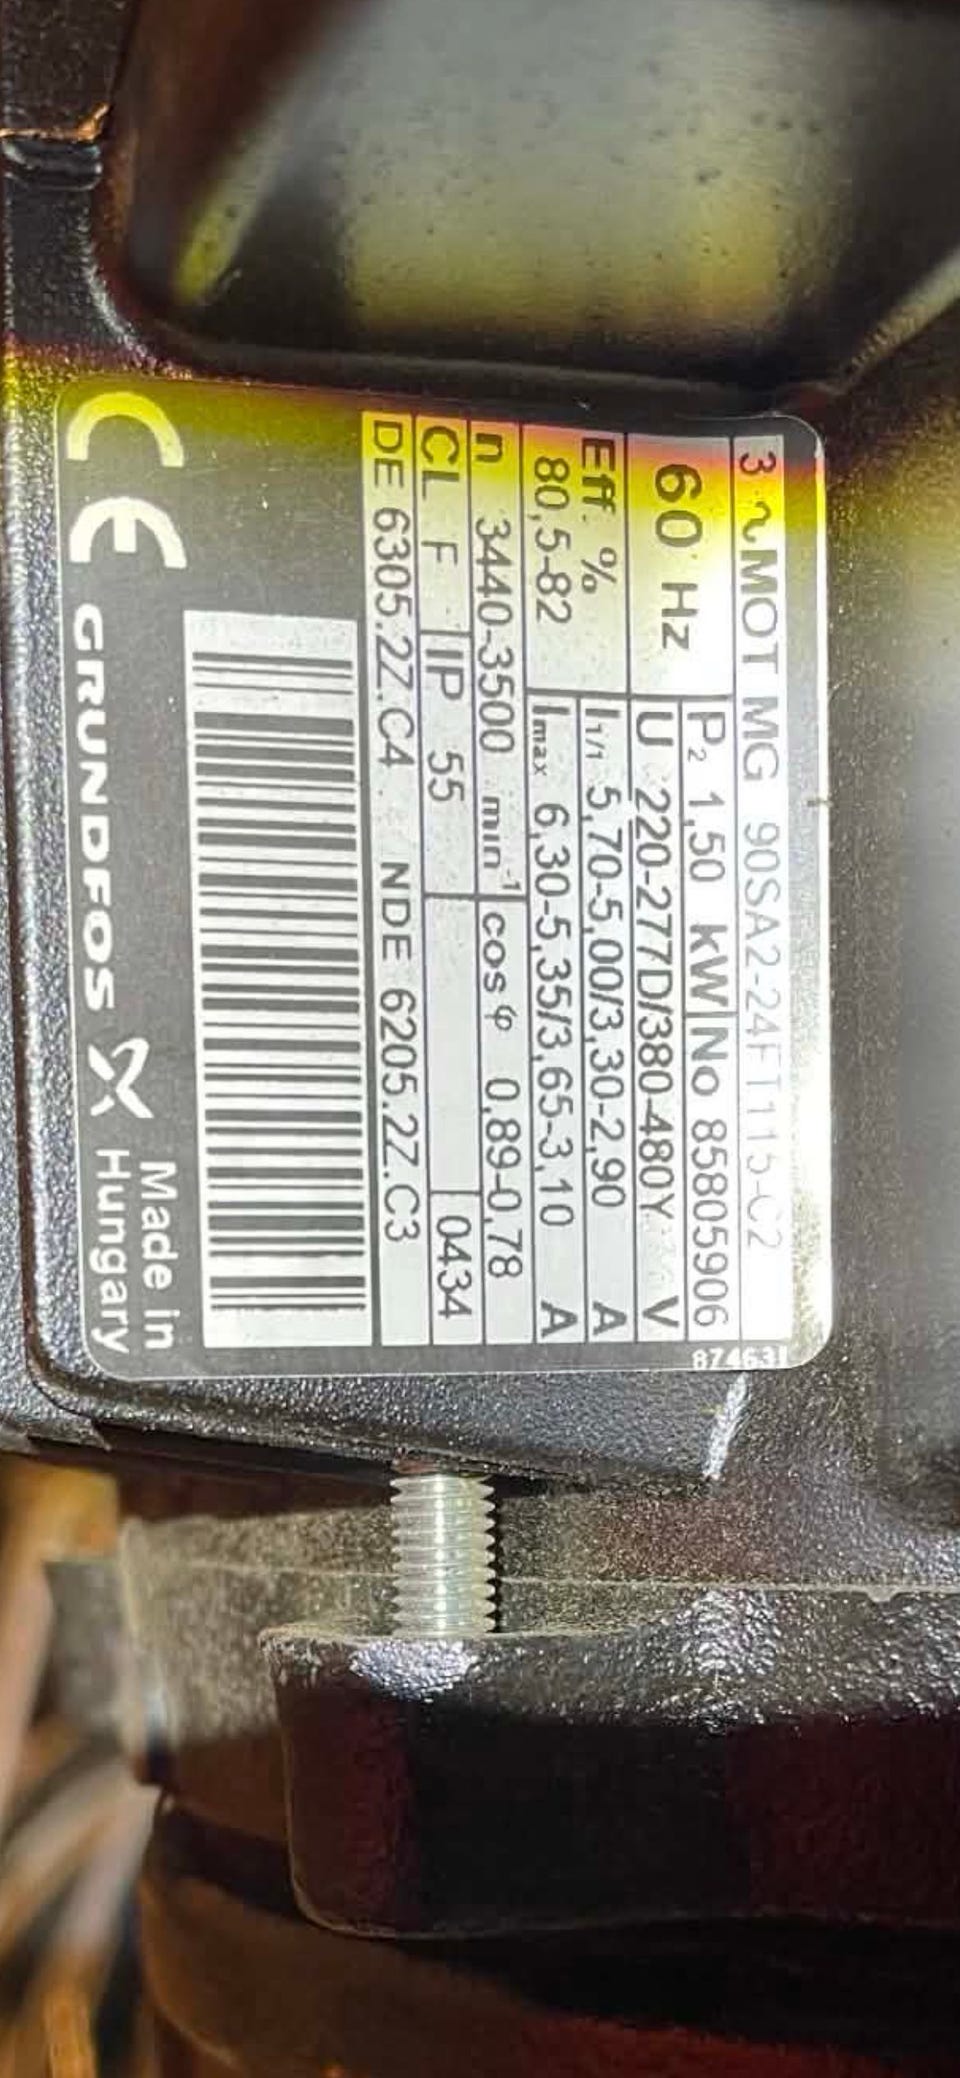 3~MOT MG 90SA2-24FT115-C2
60 Hz
P2 1,50 kW No 85805906
U 220-277D/380-480Y V
Eff. %
80,5-82
I1/1 5,70-5,00/3,30-2,90 A
Imax 6,30-5,35/3,65-3,10 A
n 3440-3500 min-1 cos φ 0,89-0,78
CL F IP 55 0434
DE 6305.2Z.C4 NDE 6205.2Z.C3
CE GRUNDFOS Made in Hungary